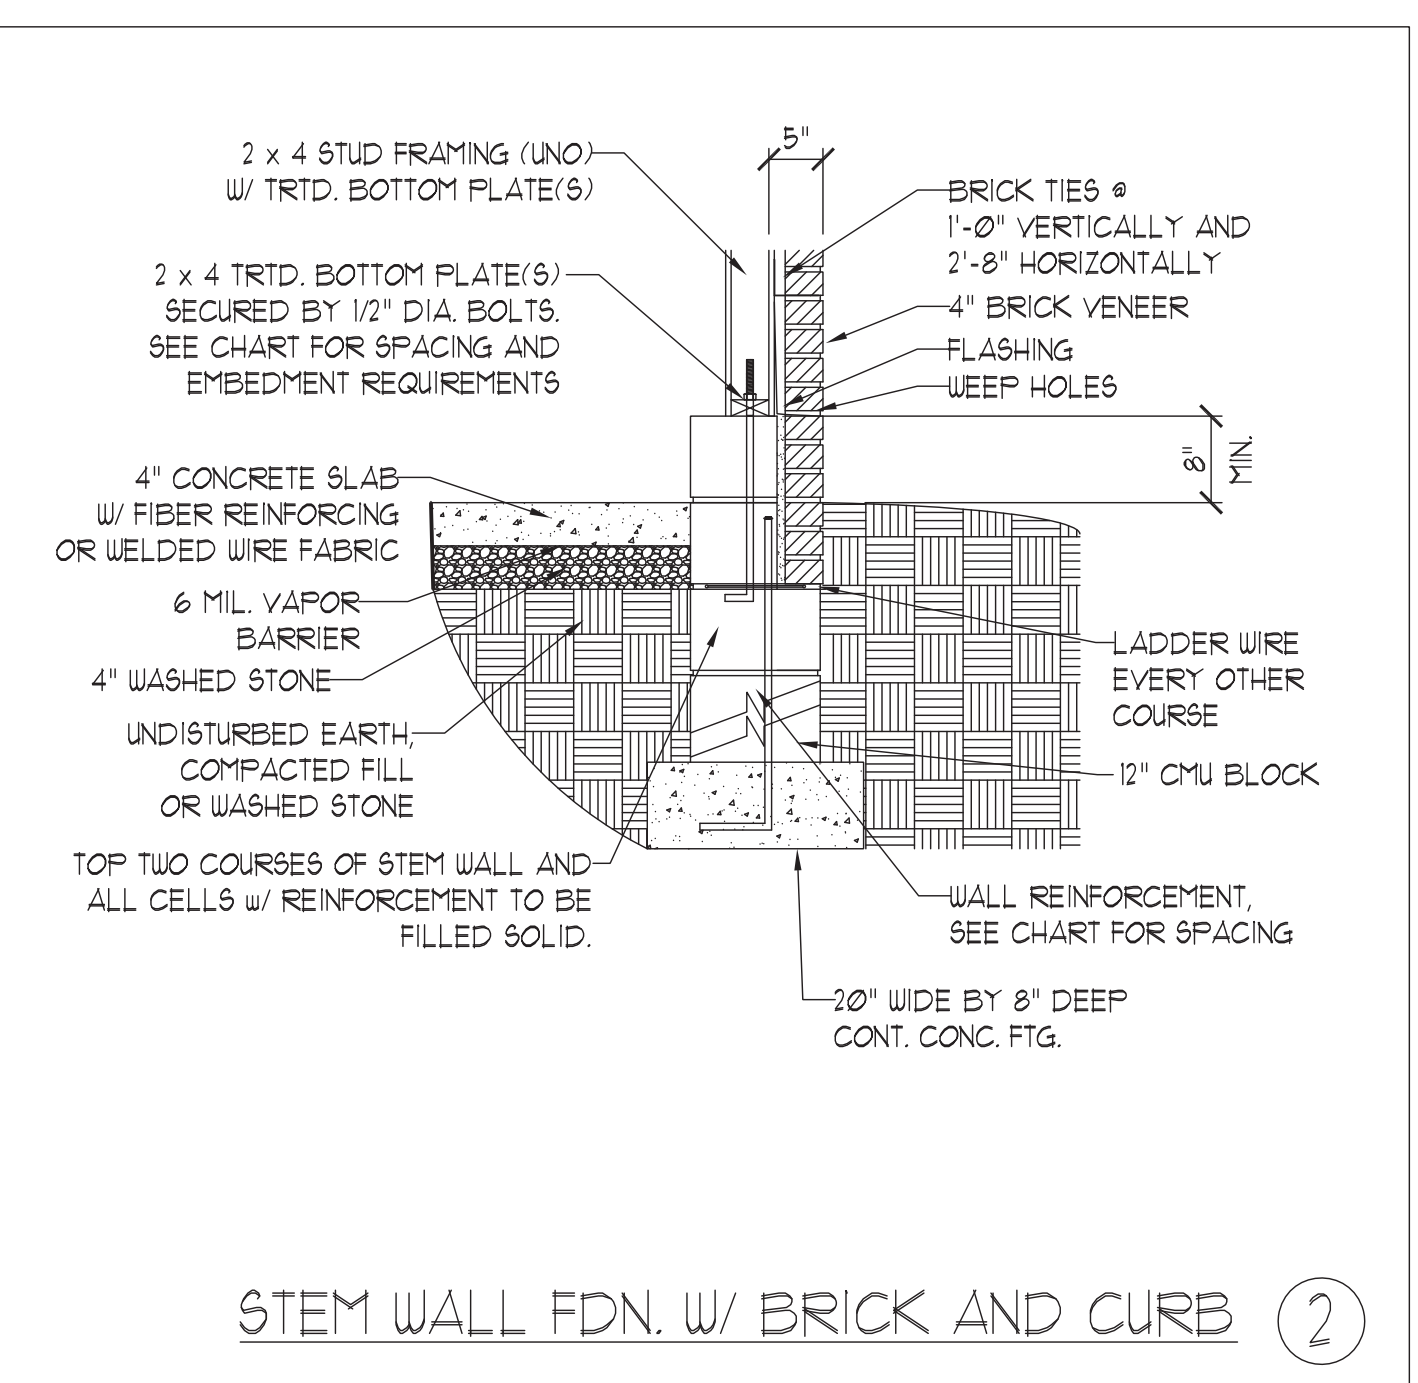 5"
2 x 4 STUD FRAMING (UNO)
W/ TRTD. BOTTOM PLATE(S)
BRICK TIES @
1'-0" VERTICALLY AND
2'-8" HORIZONTALLY
2 x 4 TRTD. BOTTOM PLATE(S)
SECURED BY 1/2" DIA. BOLTS.
SEE CHART FOR SPACING AND
EMBEDMENT REQUIREMENTS
4" BRICK VENEER
FLASHING
WEEP HOLES
8"
MIN.
4" CONCRETE SLAB
W/ FIBER REINFORCING
OR WELDED WIRE FABRIC
6 MIL. VAPOR
BARRIER
4" WASHED STONE
LADDER WIRE
EVERY OTHER
COURSE
UNDISTURBED EARTH,
COMPACTED FILL
OR WASHED STONE
12" CMU BLOCK
TOP TWO COURSES OF STEM WALL AND
ALL CELLS w/ REINFORCEMENT TO BE
FILLED SOLID.
WALL REINFORCEMENT,
SEE CHART FOR SPACING
20" WIDE BY 8" DEEP
CONT. CONC. FTG.
STEM WALL FDN. W/ BRICK AND CURB
2